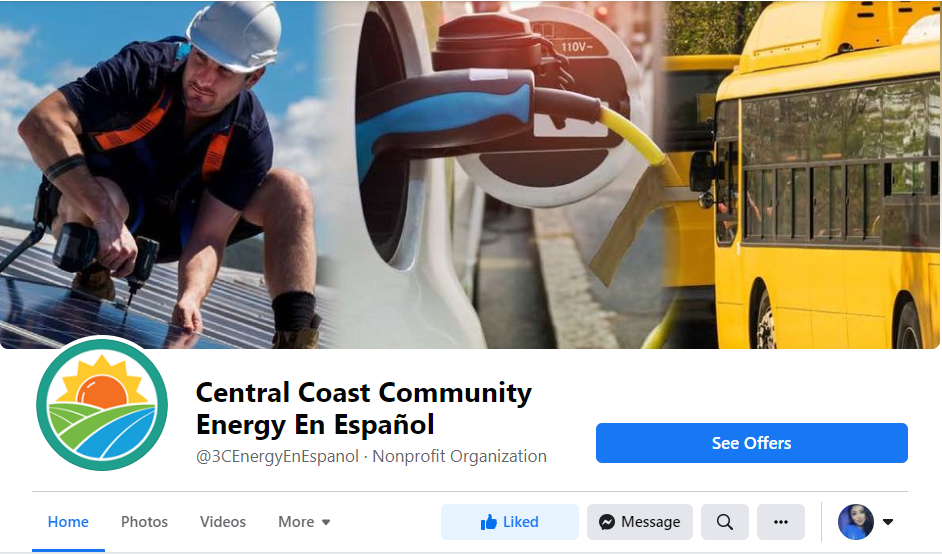 110V~
Central Coast Community
Energy En Español
@3CEnergyEnEspanol · Nonprofit Organization
See Offers
Home
Photos
Videos
More
Liked
Message